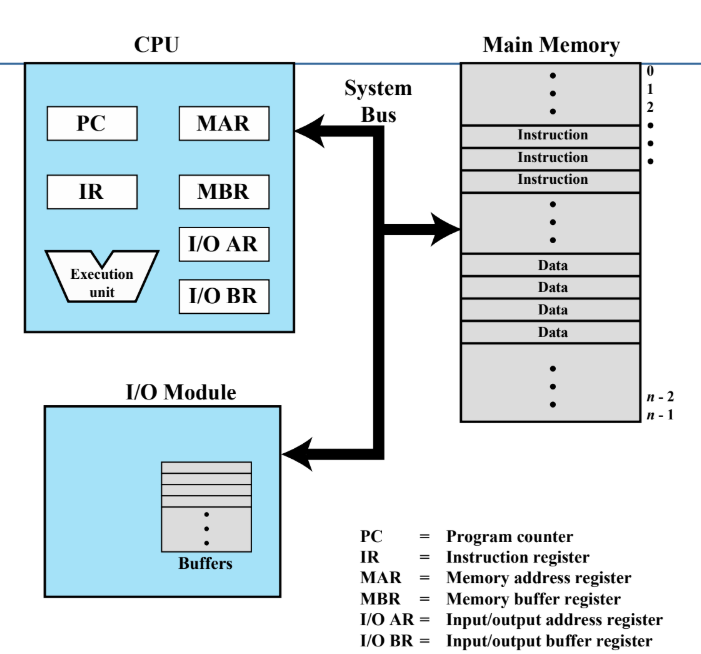 CPU
Main Memory
System
Bus
PC
MAR
IR
MBR
I/O AR
Execution
unit
I/O BR
0
1
2
Instruction
Instruction
Instruction
Data
Data
Data
Data
n - 2
n - 1
I/O Module
Buffers
PC = Program counter
IR = Instruction register
MAR = Memory address register
MBR = Memory buffer register
I/O AR = Input/output address register
I/O BR = Input/output buffer register